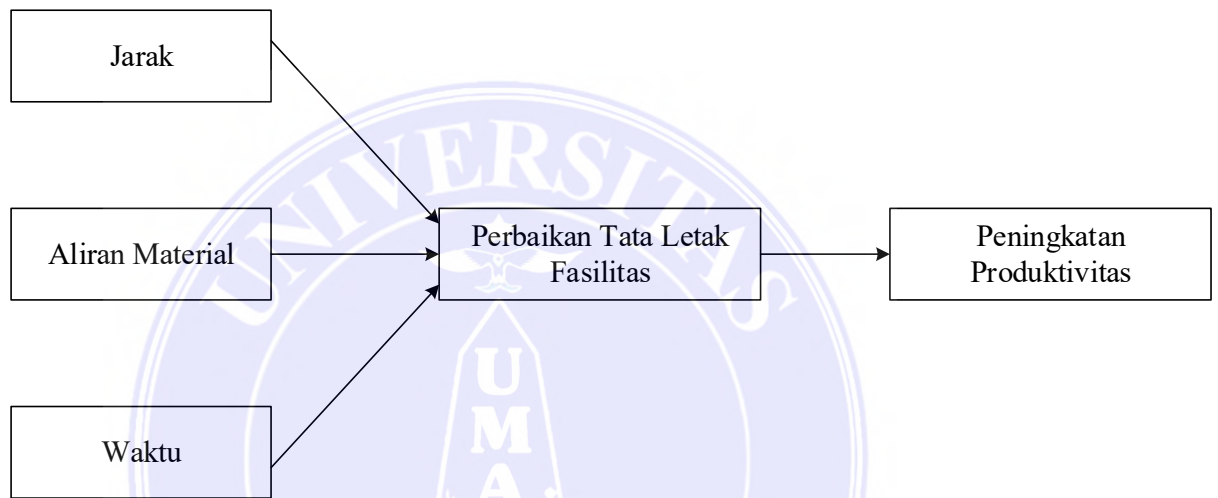 Jarak
UNIVERSITAS
Aliran Material
Perbaikan Tata Letak
Fasilitas
Peningkatan
Produktivitas
UMA
Waktu